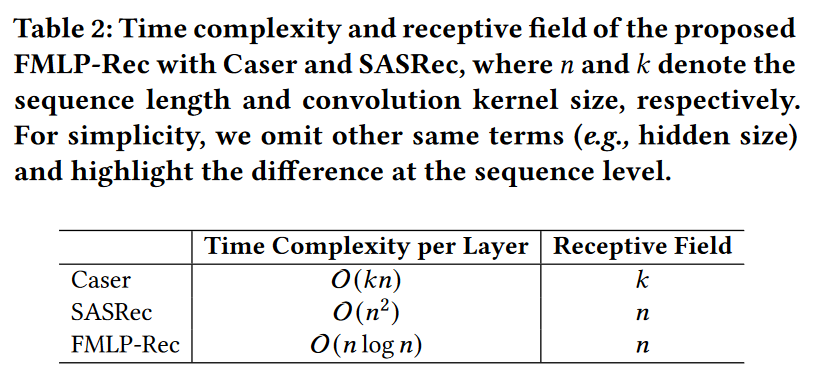 Table 2: Time complexity and receptive field of the proposed
FMLP-Rec with Caser and SASRec, where n and k denote the
sequence length and convolution kernel size, respectively.
For simplicity, we omit other same terms (e.g., hidden size)
and highlight the difference at the sequence level.
Time Complexity per Layer Receptive Field
Caser O(kn) k
SASRec O(n²) n
FMLP-Rec O(n log n) n